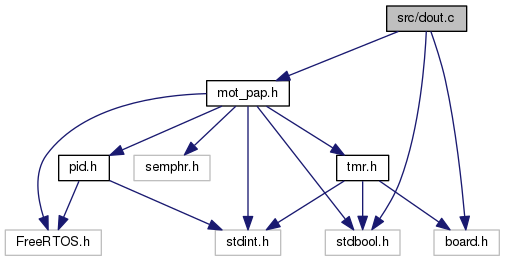 src/dout.c
mot_pap.h
pid.h
semphr.h
tmr.h
FreeRTOS.h
stdint.h
stdbool.h
board.h